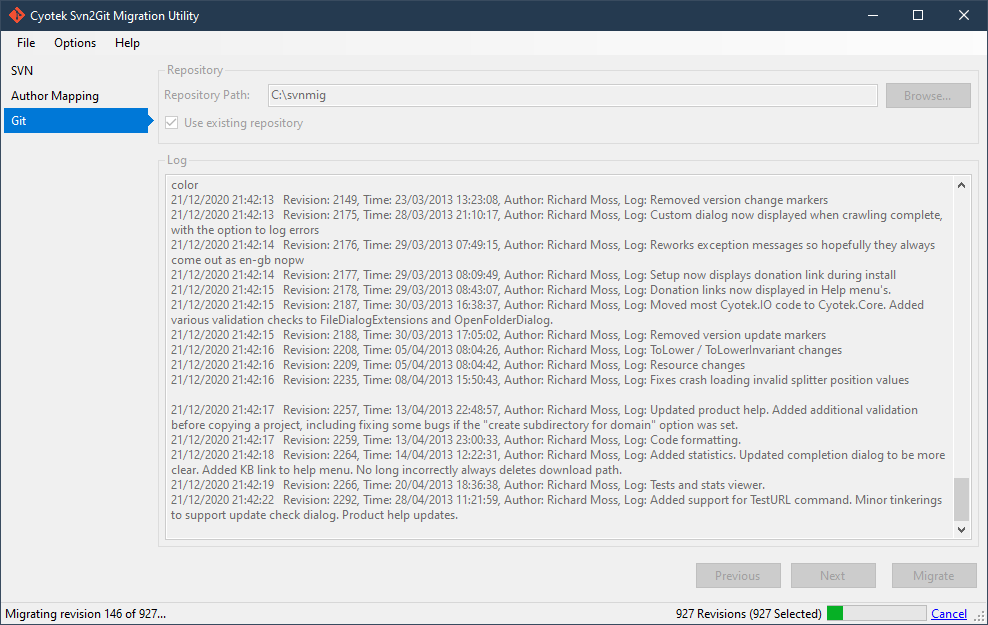 Cyotek Svn2Git Migration Utility
File Options Help
SVN
Author Mapping
Git
Repository
Repository Path: C:\svnmig Browse...
Use existing repository
Log
color
21/12/2020 21:42:13 Revision: 2149, Time: 23/03/2013 13:23:08, Author: Richard Moss, Log: Removed version change markers
21/12/2020 21:42:13 Revision: 2175, Time: 28/03/2013 21:10:17, Author: Richard Moss, Log: Custom dialog now displayed when crawling complete,
with the option to log errors
21/12/2020 21:42:14 Revision: 2176, Time: 29/03/2013 07:49:15, Author: Richard Moss, Log: Reworks exception messages so hopefully they always
come out as en-gb nopw
21/12/2020 21:42:14 Revision: 2177, Time: 29/03/2013 08:09:49, Author: Richard Moss, Log: Setup now displays donation link during install
21/12/2020 21:42:15 Revision: 2178, Time: 29/03/2013 08:43:07, Author: Richard Moss, Log: Donation links now displayed in Help menu's.
21/12/2020 21:42:15 Revision: 2187, Time: 30/03/2013 16:38:37, Author: Richard Moss, Log: Moved most Cyotek.IO code to Cyotek.Core. Added
various validation checks to FileDialogExtensions and OpenFolderDialog.
21/12/2020 21:42:15 Revision: 2188, Time: 30/03/2013 17:05:02, Author: Richard Moss, Log: Removed version update markers
21/12/2020 21:42:16 Revision: 2208, Time: 05/04/2013 08:04:26, Author: Richard Moss, Log: ToLower / ToLowerInvariant changes
21/12/2020 21:42:16 Revision: 2209, Time: 05/04/2013 08:04:42, Author: Richard Moss, Log: Resource changes
21/12/2020 21:42:16 Revision: 2235, Time: 08/04/2013 15:50:43, Author: Richard Moss, Log: Fixes crash loading invalid splitter position values
21/12/2020 21:42:17 Revision: 2257, Time: 13/04/2013 22:48:57, Author: Richard Moss, Log: Updated product help. Added additional validation
before copying a project, including fixing some bugs if the "create subdirectory for domain" option was set.
21/12/2020 21:42:17 Revision: 2259, Time: 13/04/2013 23:00:33, Author: Richard Moss, Log: Code formatting.
21/12/2020 21:42:18 Revision: 2264, Time: 14/04/2013 12:22:31, Author: Richard Moss, Log: Added statistics. Updated completion dialog to be more
clear. Added KB link to help menu. No long incorrectly always deletes download path.
21/12/2020 21:42:19 Revision: 2266, Time: 20/04/2013 18:36:38, Author: Richard Moss, Log: Tests and stats viewer.
21/12/2020 21:42:22 Revision: 2292, Time: 28/04/2013 11:21:59, Author: Richard Moss, Log: Added support for TestURL command. Minor tinkerings
to support update check dialog. Product help updates.
Previous Next Migrate
Migrating revision 146 of 927... 927 Revisions (927 Selected) Cancel